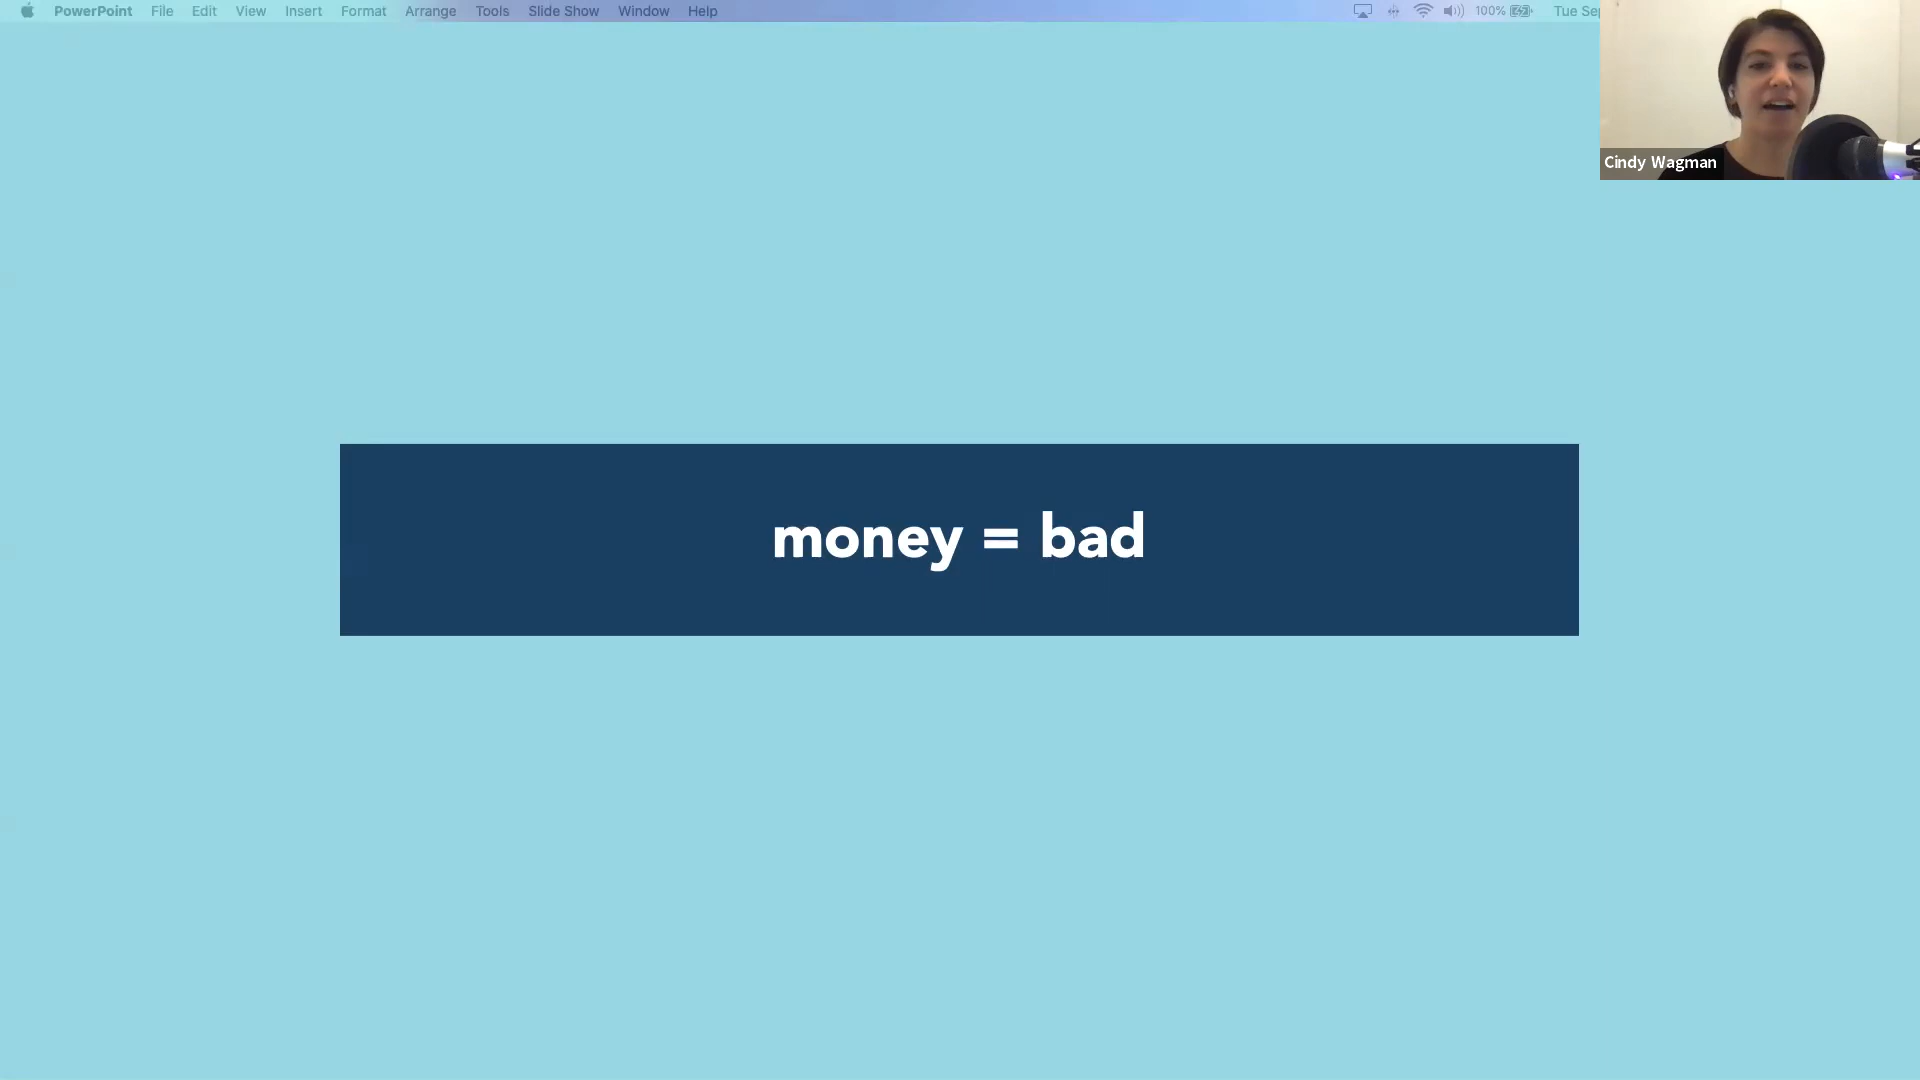 PowerPoint File Edit View Insert Format Arrange Tools Slide Show Window Help 100% Tue Sep
Cindy Wagman
money = bad